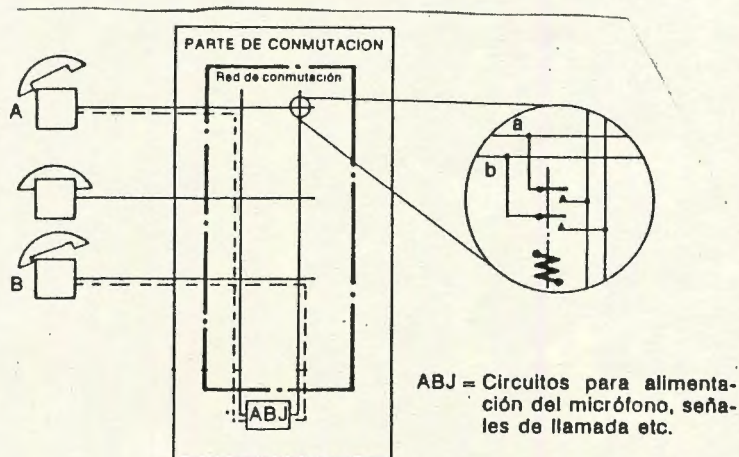 PARTE DE CONMUTACION
Red de conmutación
A
a
b
B
ABJ
ABJ = Circuitos para alimenta-
ción del micrófono, seña-
les de llamada etc.